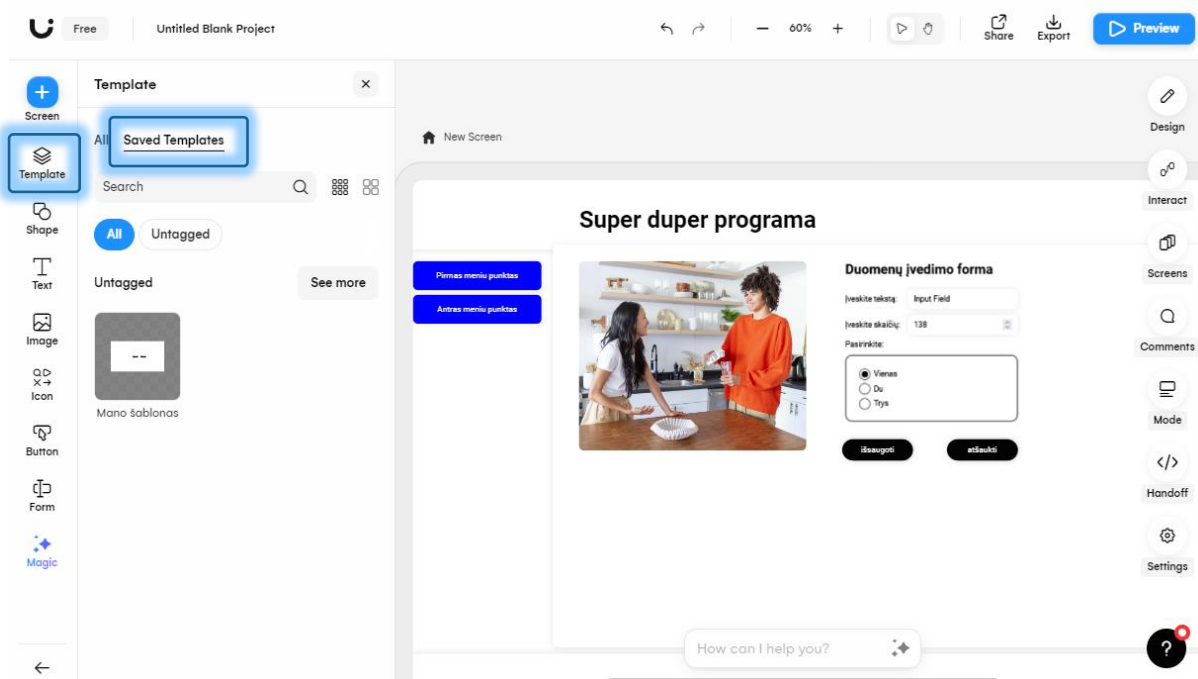 Free
Untitled Blank Project
60%
Share
Export
Preview
Screen
Template
Shape
Text
Image
Icon
Button
Form
Magic
Template
All
Saved Templates
Search
All
Untagged
Untagged
See more
--
Mano šablonas
New Screen
Super duper programa
Pirmas meniu punktas
Antras meniu punktas
Duomenų įvedimo forma
Įveskite tekstą: Input Field
Įveskite skaičių: 138
Pasirinkite:
Vienas
Du
Trys
išsaugoti
atšaukti
How can I help you?
Design
Interact
Screens
Comments
Mode
Handoff
Settings
?